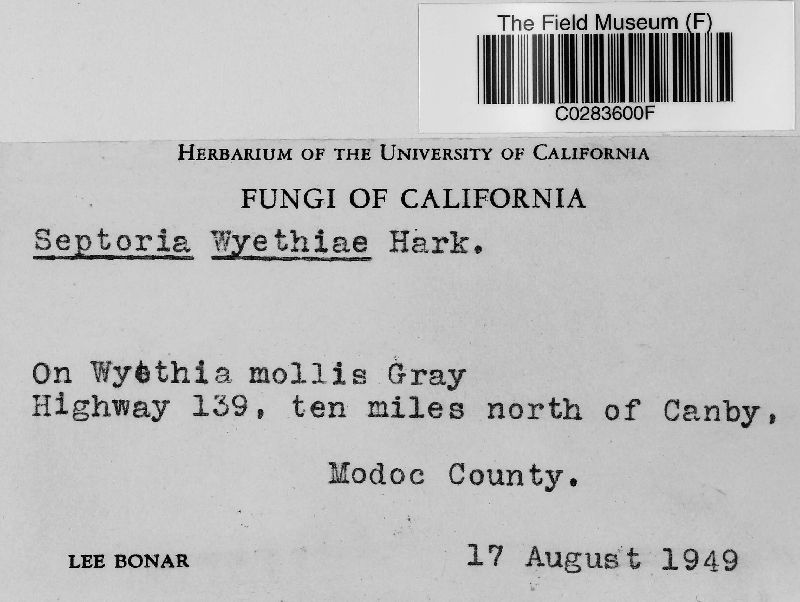 The Field Museum (F)
C0283600F
HERBARIUM OF THE UNIVERSITY OF CALIFORNIA
FUNGI OF CALIFORNIA
Septoria Wyethiae Hark.
On Wyethia mollis Gray
Highway 139, ten miles north of Canby,
Modoc County.
LEE BONAR 17 August 1949